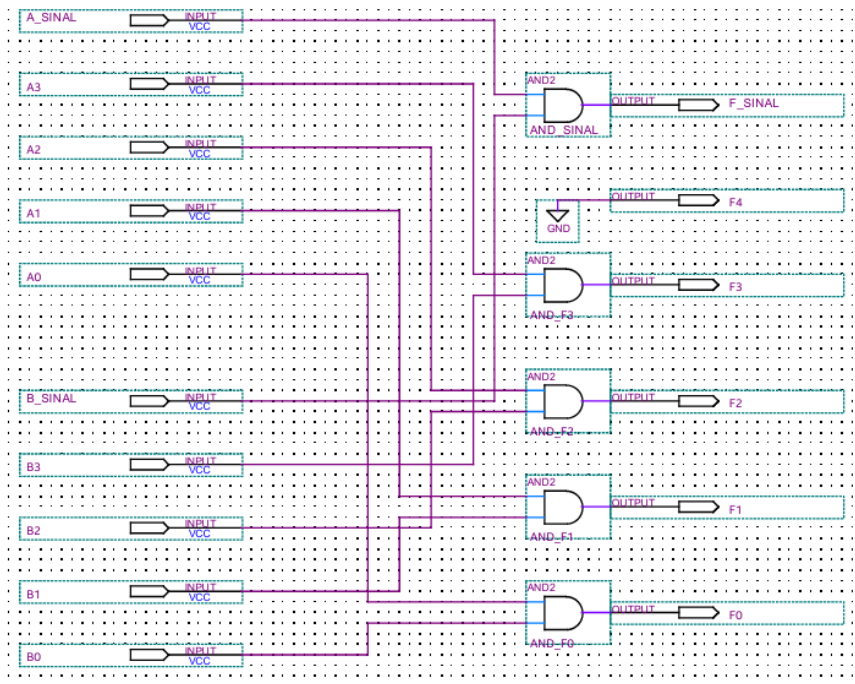 A_SINAL INPUT
VCC
A3 INPUT
VCC
A2 INPUT
VCC
A1 INPUT
VCC
A0 INPUT
VCC
B_SINAL INPUT
VCC
B3 INPUT
VCC
B2 INPUT
VCC
B1 INPUT
VCC
B0 INPUT
VCC
AND2
OUTPUT F_SINAL
AND_SINAL
OUTPUT F4
GND
AND2
OUTPUT F3
AND_F3
AND2
OUTPUT F2
AND_F2
AND2
OUTPUT F1
AND_F1
AND2
OUTPUT F0
AND_F0